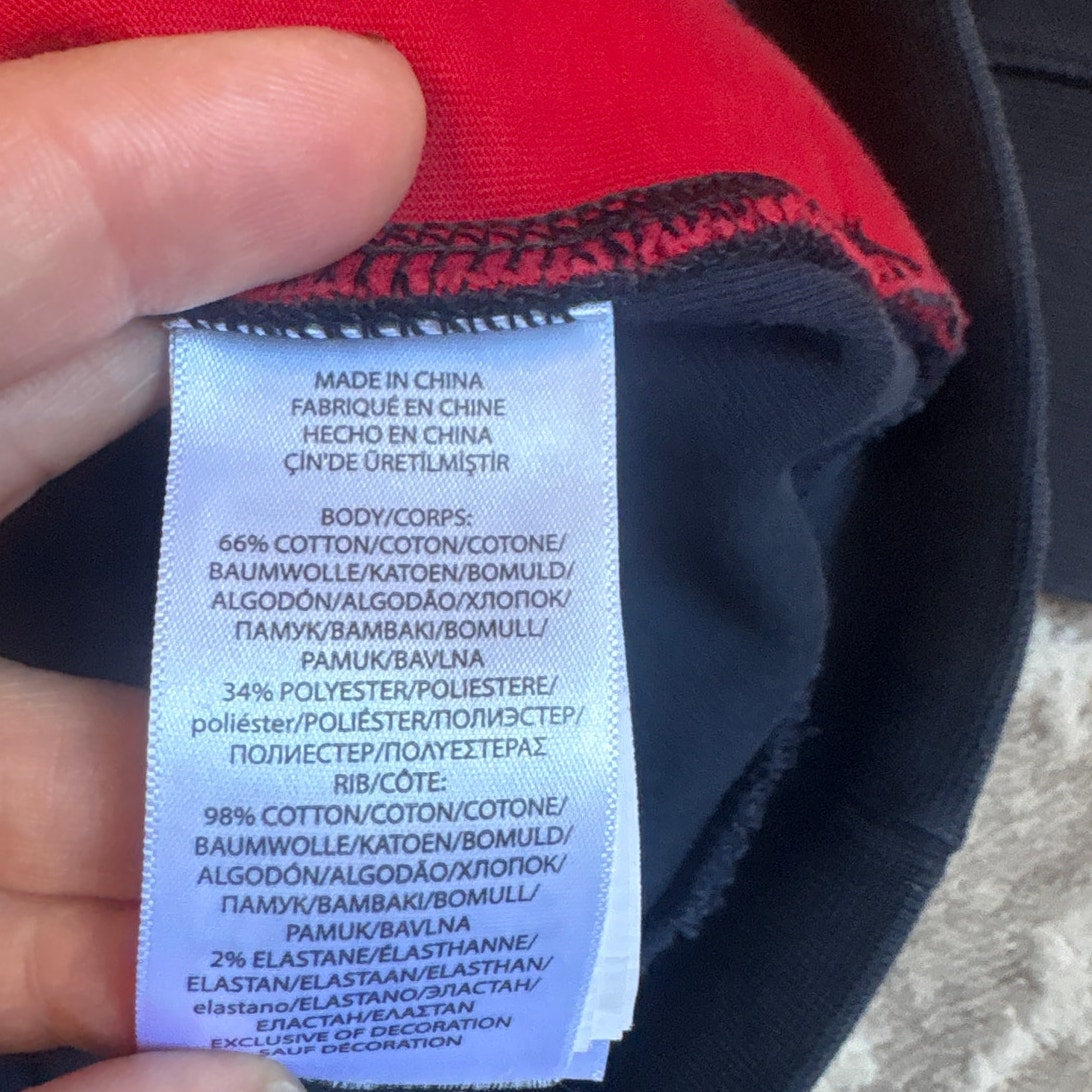 MADE IN CHINA
FABRIQUÉ EN CHINE
HECHO EN CHINA
ÇİN'DE ÜRETİLMİŞTİR
BODY/CORPS:
66% COTTON/COTON/COTONE/
BAUMWOLLE/KATOEN/BOMULD/
ALGODÓN/ALGODÃO/ХЛОПОК/
ПАМУК/BAMBAKI/BOMULL/
PAMUK/BAVLNA
34% POLYESTER/POLIESTERE/
poliéster/POLIÉSTER/ПОЛИЭСТЕР/
ПОЛИЕСТЕР/ΠΟΛΥΕΣΤΕΡΑΣ
RIB/CÔTE:
98% COTTON/COTON/COTONE/
BAUMWOLLE/KATOEN/BOMULD/
ALGODÓN/ALGODÃO/ХЛОПОК/
ПАМУК/BAMBAKI/BOMULL/
PAMUK/BAVLNA
2% ELASTANE/ÉLASTHANNE/
ELASTAN/ELASTAAN/ELASTHAN/
elastano/ELASTANO/ЭЛАСТАН/
ЕЛАСТАН/ΕΛΑΣΤΑΝ
EXCLUSIVE OF DECORATION
SAUF DÉCORATION